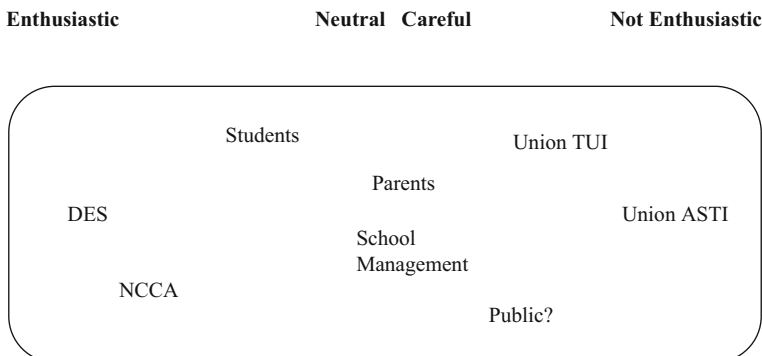 Enthusiastic Neutral Careful Not Enthusiastic
Students
Union TUI
Parents
DES
Union ASTI
School
Management
NCCA
Public?